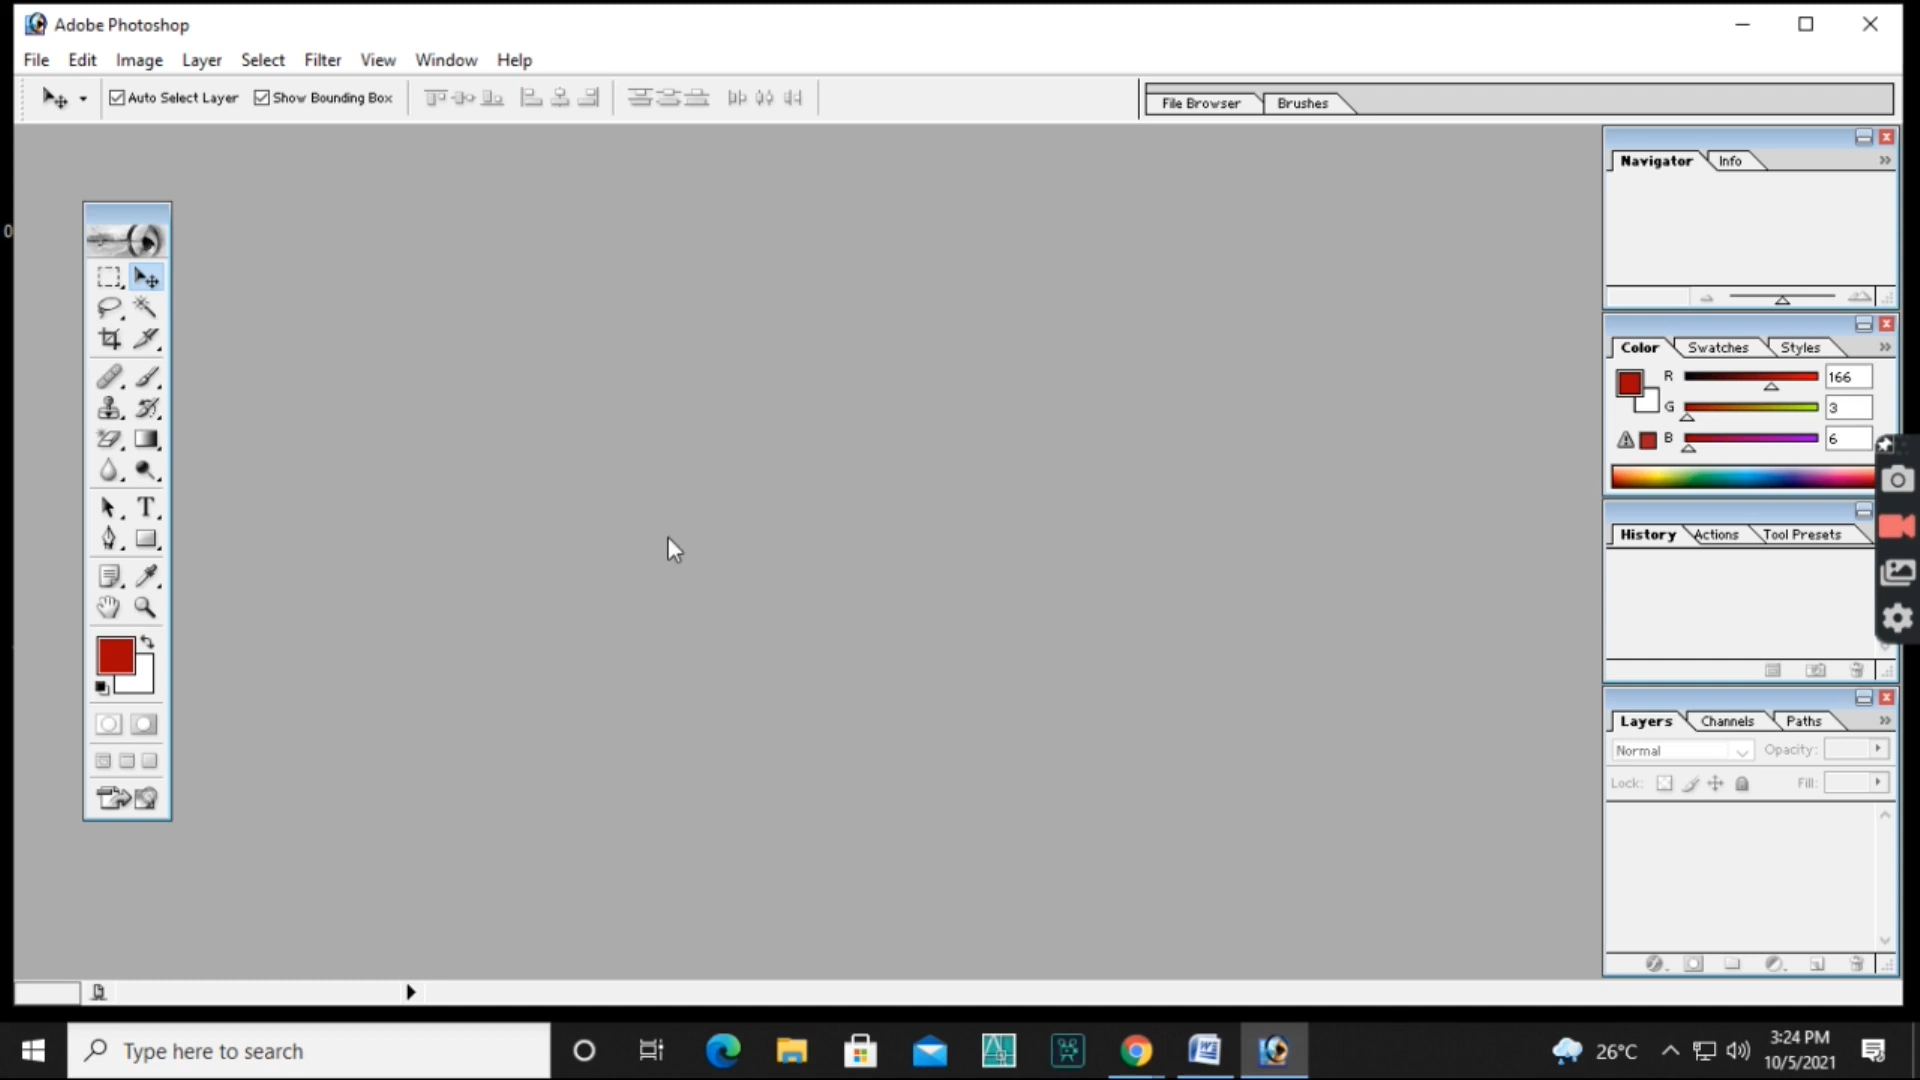 Adobe Photoshop
File Edit Image Layer Select Filter View Window Help
Auto Select Layer Show Bounding Box File Browser Brushes
Navigator Info
Color Swatches Styles
R 166
G 3
B 6
History Actions Tool Presets
Layers Channels Paths
Normal Opacity:
Lock: Fill:
T
0
Type here to search
26°C
3:24 PM
10/5/2021